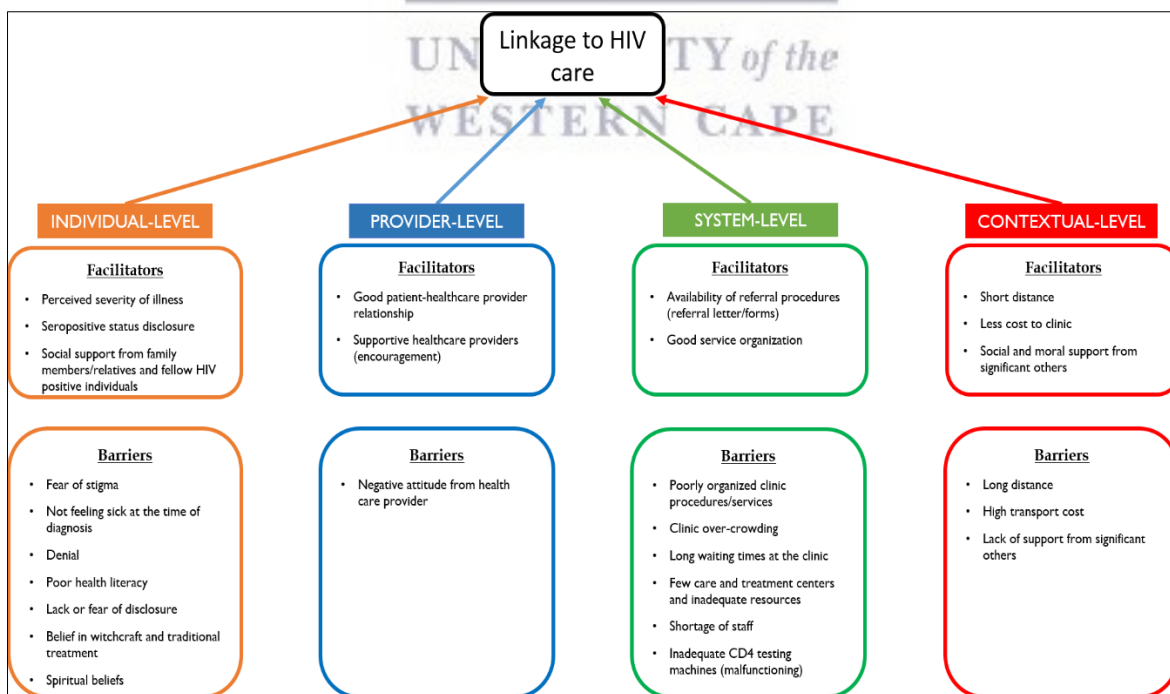 Linkage to HIV
care
UN TY of the
WESTERN CAPE
INDIVIDUAL-LEVEL
Facilitators
• Perceived severity of illness
• Seropositive status disclosure
• Social support from family
members/relatives and fellow HIV
positive individuals
Barriers
• Fear of stigma
• Not feeling sick at the time of
diagnosis
• Denial
• Poor health literacy
• Lack or fear of disclosure
• Belief in witchcraft and traditional
treatment
• Spiritual beliefs
PROVIDER-LEVEL
Facilitators
• Good patient-healthcare provider
relationship
• Supportive healthcare providers
(encouragement)
Barriers
• Negative attitude from health
care provider
SYSTEM-LEVEL
Facilitators
• Availability of referral procedures
(referral letter/forms)
• Good service organization
Barriers
• Poorly organized clinic
procedures/services
• Clinic over-crowding
• Long waiting times at the clinic
• Few care and treatment centers
and inadequate resources
• Shortage of staff
• Inadequate CD4 testing
machines (malfunctioning)
CONTEXTUAL-LEVEL
Facilitators
• Short distance
• Less cost to clinic
• Social and moral support from
significant others
Barriers
• Long distance
• High transport cost
• Lack of support from significant
others